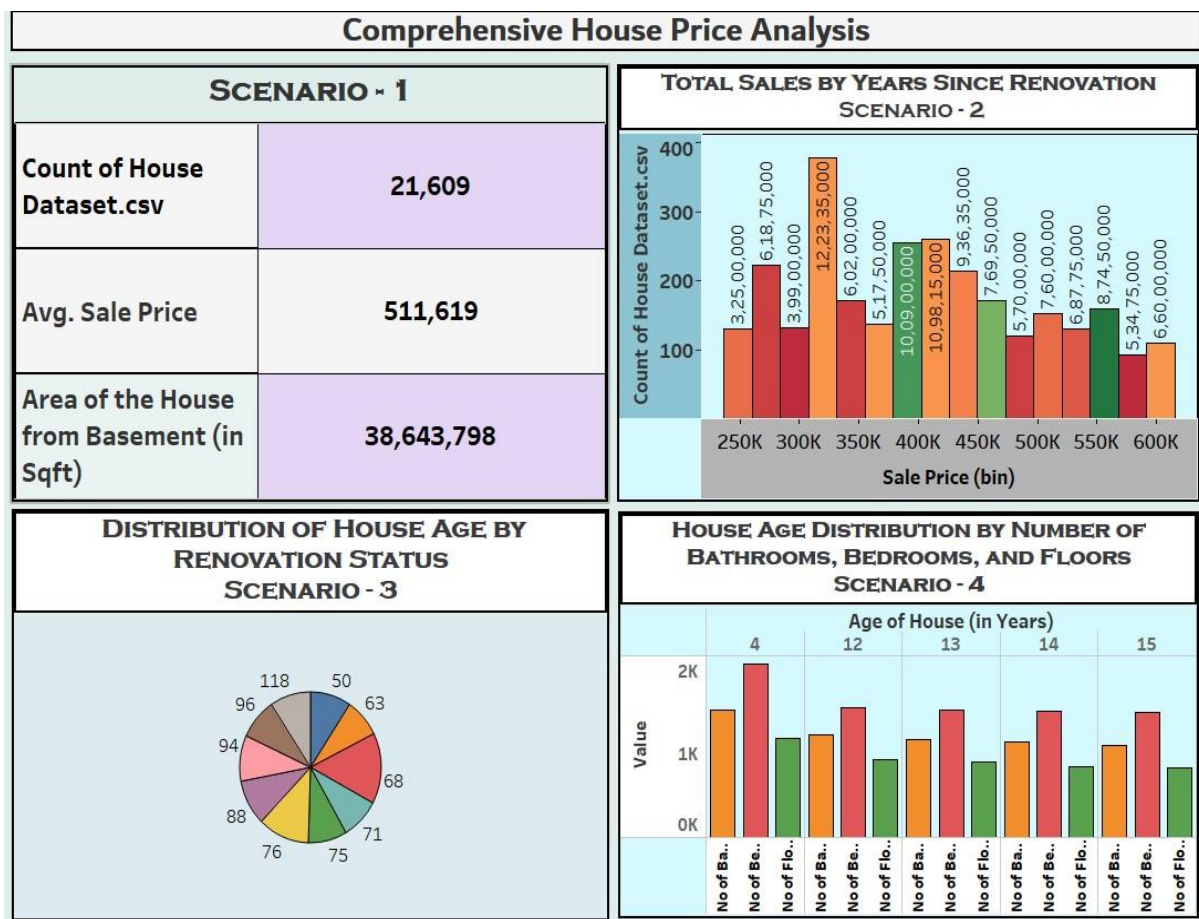 Comprehensive House Price Analysis
SCENARIO - 1
Count of House
Dataset.csv
21,609
Avg. Sale Price
511,619
Area of the House
from Basement (in
Sqft)
38,643,798
TOTAL SALES BY YEARS SINCE RENOVATION
SCENARIO - 2
Count of House Dataset.csv
400
300
200
100
3,25,00,000
6,18,75,000
3,99,00,000
12,23,35,000
6,02,00,000
5,17,50,000
10,09,00,000
10,98,15,000
9,36,35,000
7,69,50,000
5,70,00,000
7,60,00,000
6,87,75,000
8,74,50,000
5,34,75,000
6,60,00,000
250K 300K 350K 400K 450K 500K 550K 600K
Sale Price (bin)
DISTRIBUTION OF HOUSE AGE BY
RENOVATION STATUS
SCENARIO - 3
50
63
68
71
75
76
88
94
96
118
HOUSE AGE DISTRIBUTION BY NUMBER OF
BATHROOMS, BEDROOMS, AND FLOORS
SCENARIO - 4
Age of House (in Years)
4 12 13 14 15
Value
2K
1K
0K
No of Ba..
No of Be..
No of Flo..
No of Ba..
No of Be..
No of Flo..
No of Ba..
No of Be..
No of Flo..
No of Ba..
No of Be..
No of Flo..
No of Ba..
No of Be..
No of Flo..